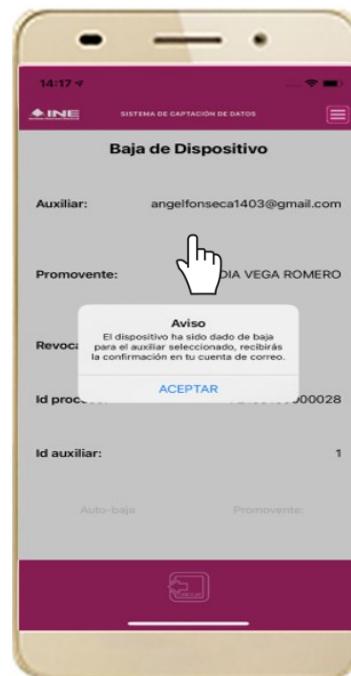 14:17
INE
SISTEMA DE CAPTACIÓN DE DATOS
Baja de Dispositivo
Auxiliar: angelfonseca1403@gmail.com
Promovente: VEGA ROMERO
Aviso
El dispositivo ha sido dado de baja
para el auxiliar seleccionado, recibirás
la confirmación en tu cuenta de correo.
ACEPTAR
Id auxiliar: 1
Auto-baja Promovente: